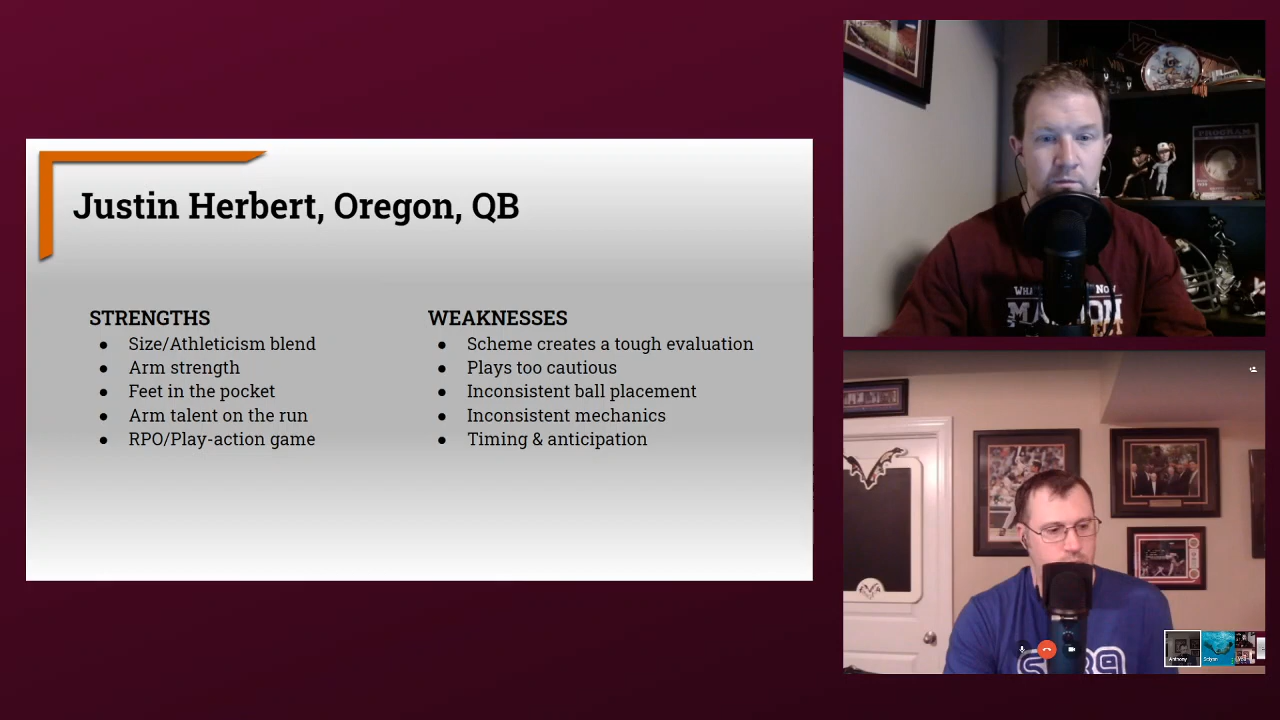 Justin Herbert, Oregon, QB
STRENGTHS
● Size/Athleticism blend
● Arm strength
● Feet in the pocket
● Arm talent on the run
● RPO/Play-action game
WEAKNESSES
● Scheme creates a tough evaluation
● Plays too cautious
● Inconsistent ball placement
● Inconsistent mechanics
● Timing & anticipation
PROGRAM
Anthony